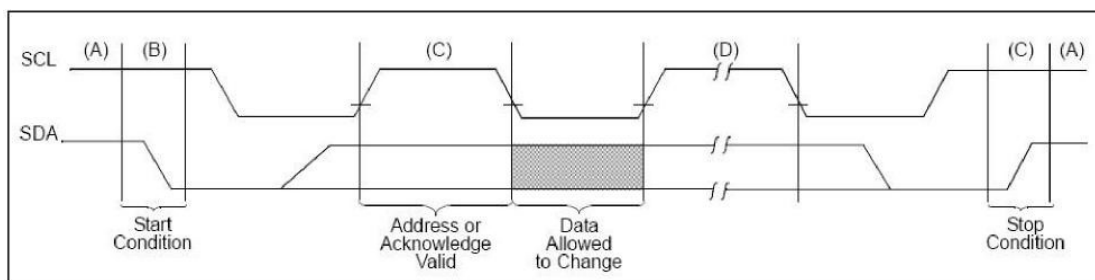 (A) (B) (C) (D) (C) (A)
SCL
SDA
Start
Condition
Address or
Acknowledge
Valid
Data
Allowed
to Change
Stop
Condition